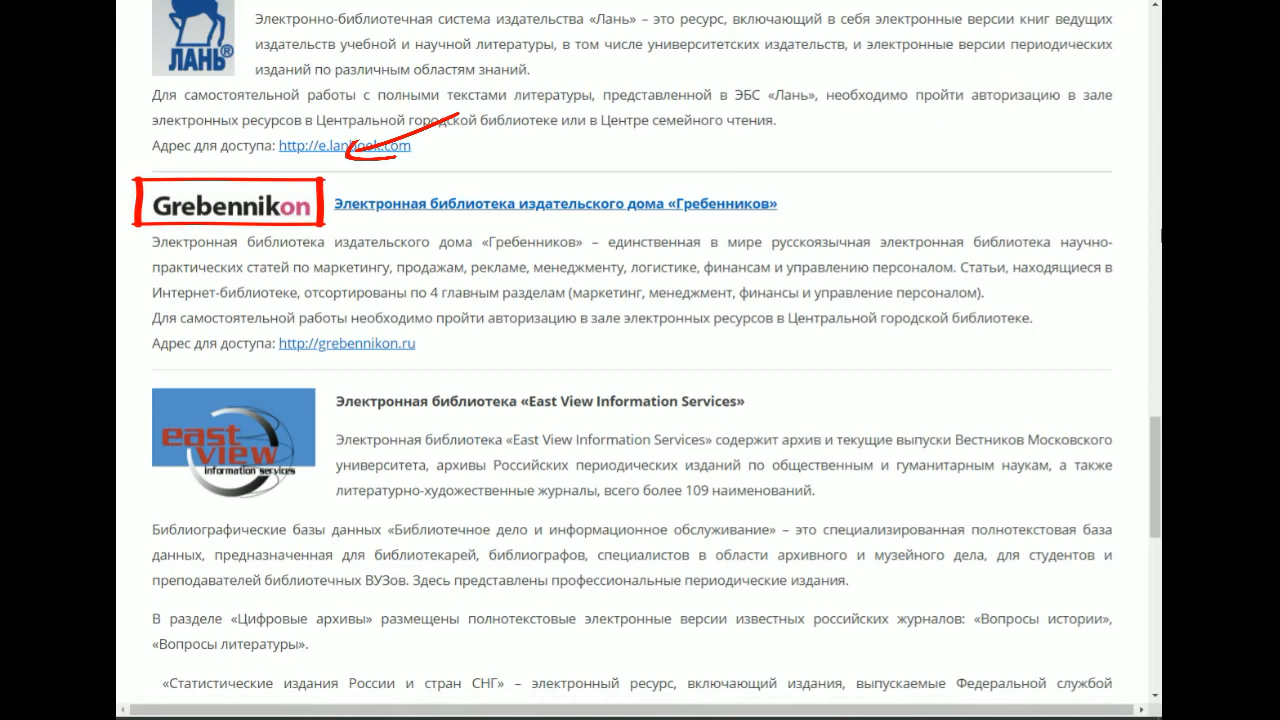 ЛАНЬ®
Электронно-библиотечная система издательства «Лань» – это ресурс, включающий в себя электронные версии книг ведущих
издательств учебной и научной литературы, в том числе университетских издательств, и электронные версии периодических
изданий по различным областям знаний.
Для самостоятельной работы с полными текстами литературы, представленной в ЭБС «Лань», необходимо пройти авторизацию в зале
электронных ресурсов в Центральной городской библиотеке или в Центре семейного чтения.
Адрес для доступа: http://e.lanbook.com
Grebennikon
Электронная библиотека издательского дома «Гребенников»
Электронная библиотека издательского дома «Гребенников» – единственная в мире русскоязычная электронная библиотека научно-
практических статей по маркетингу, продажам, рекламе, менеджменту, логистике, финансам и управлению персоналом. Статьи, находящиеся в
Интернет-библиотеке, отсортированы по 4 главным разделам (маркетинг, менеджмент, финансы и управление персоналом).
Для самостоятельной работы необходимо пройти авторизацию в зале электронных ресурсов в Центральной городской библиотеке.
Адрес для доступа: http://grebennikon.ru
east view
information services
Электронная библиотека «East View Information Services»
Электронная библиотека «East View Information Services» содержит архив и текущие выпуски Вестников Московского
университета, архивы Российских периодических изданий по общественным и гуманитарным наукам, а также
литературно-художественные журналы, всего более 109 наименований.
Библиографические базы данных «Библиотечное дело и информационное обслуживание» – это специализированная полнотекстовая база
данных, предназначенная для библиотекарей, библиографов, специалистов в области архивного и музейного дела, для студентов и
преподавателей библиотечных ВУЗов. Здесь представлены профессиональные периодические издания.
В разделе «Цифровые архивы» размещены полнотекстовые электронные версии известных российских журналов: «Вопросы истории»,
«Вопросы литературы».
«Статистические издания России и стран СНГ» – электронный ресурс, включающий издания, выпускаемые Федеральной службой